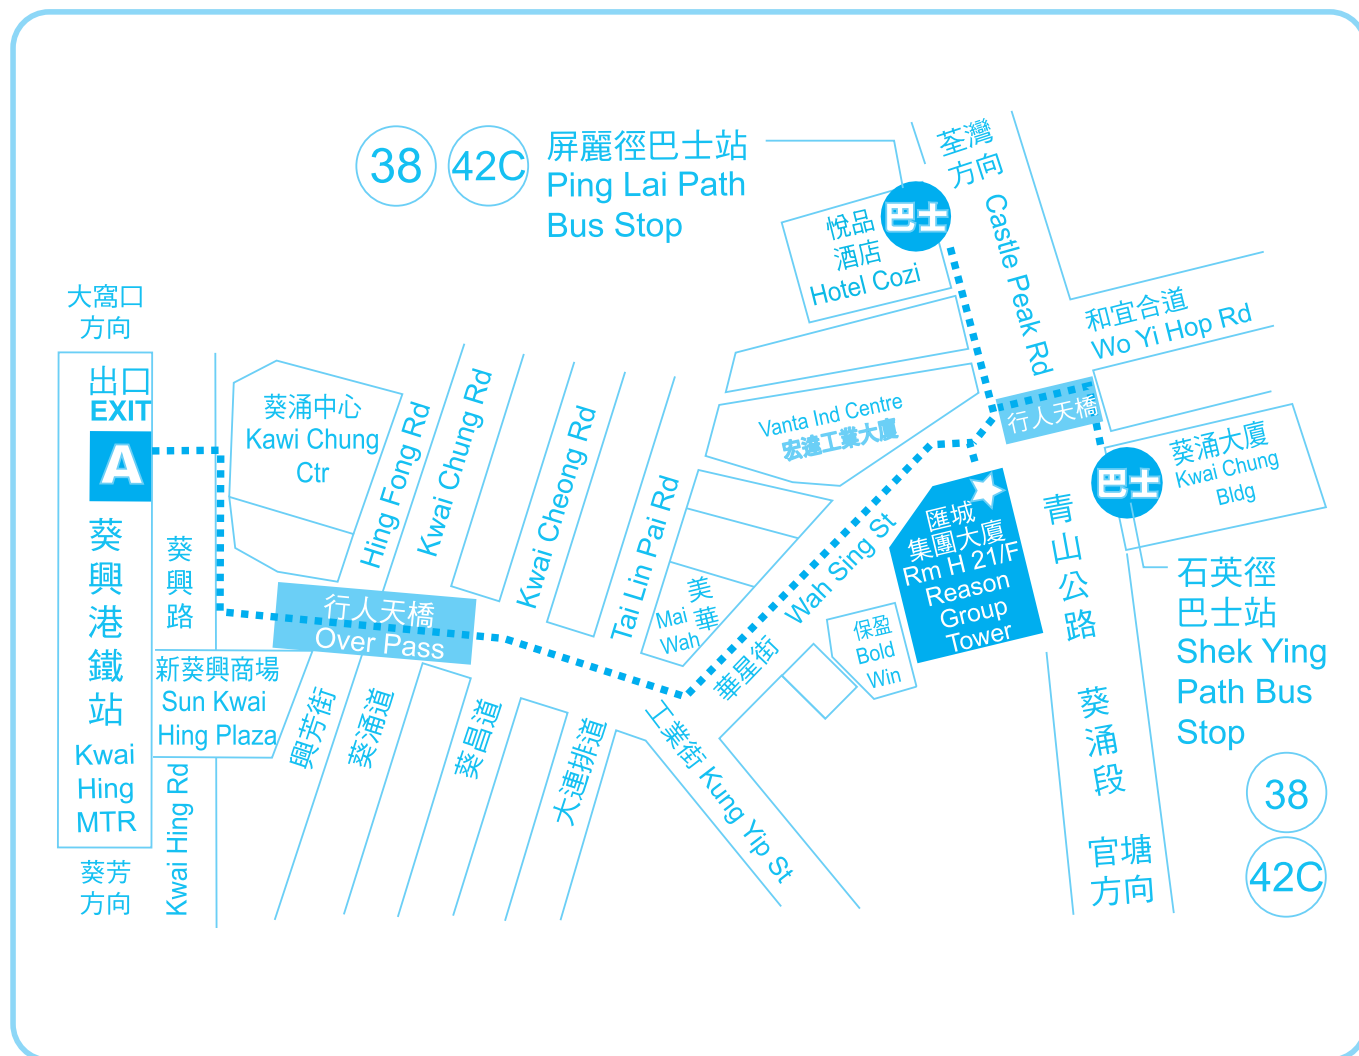 38
42C
屏麗徑巴士站
Ping Lai Path
Bus Stop
荃灣
方向
Castle Peak Rd
巴士
悅品
酒店
Hotel Cozi
和宜合道
Wo Yi Hop Rd
大窩口
方向
出口
EXIT
A
葵興港鐵站
Kwai
Hing
MTR
葵芳
方向
葵興路
Kwai Hing Rd
葵涌中心
Kawi Chung
Ctr
Hing Fong Rd
Kwai Chung Rd
Kwai Cheong Rd
Tai Lin Pai Rd
Vanta Ind Centre
宏達工業大廈
行人天橋
巴士
葵涌大廈
Kwai Chung
Bldg
行人天橋
Over Pass
新葵興商場
Sun Kwai
Hing Plaza
興芳街
葵涌道
葵昌道
大連排道
美華
Mai
Wah
華星街 Wah Sing St
工業街 Kung Yip St
保盈
Bold
Win
匯城
集團大廈
Rm H 21/F
Reason
Group
Tower
青山公路
葵涌段
官塘
方向
石英徑
巴士站
Shek Ying
Path Bus
Stop
38
42C